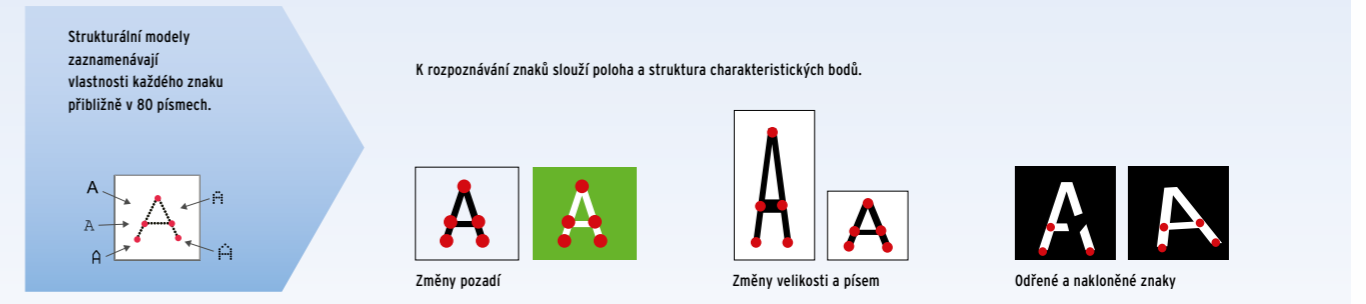 Strukturální modely
zaznamenávají
vlastnosti každého znaku
přibližně v 80 písmech.
A
A
A
A
A
A
K rozpoznávání znaků slouží poloha a struktura charakteristických bodů.
A
A
A
A
A
A
Změny pozadí
Změny velikosti a písem
Odřené a nakloněné znaky